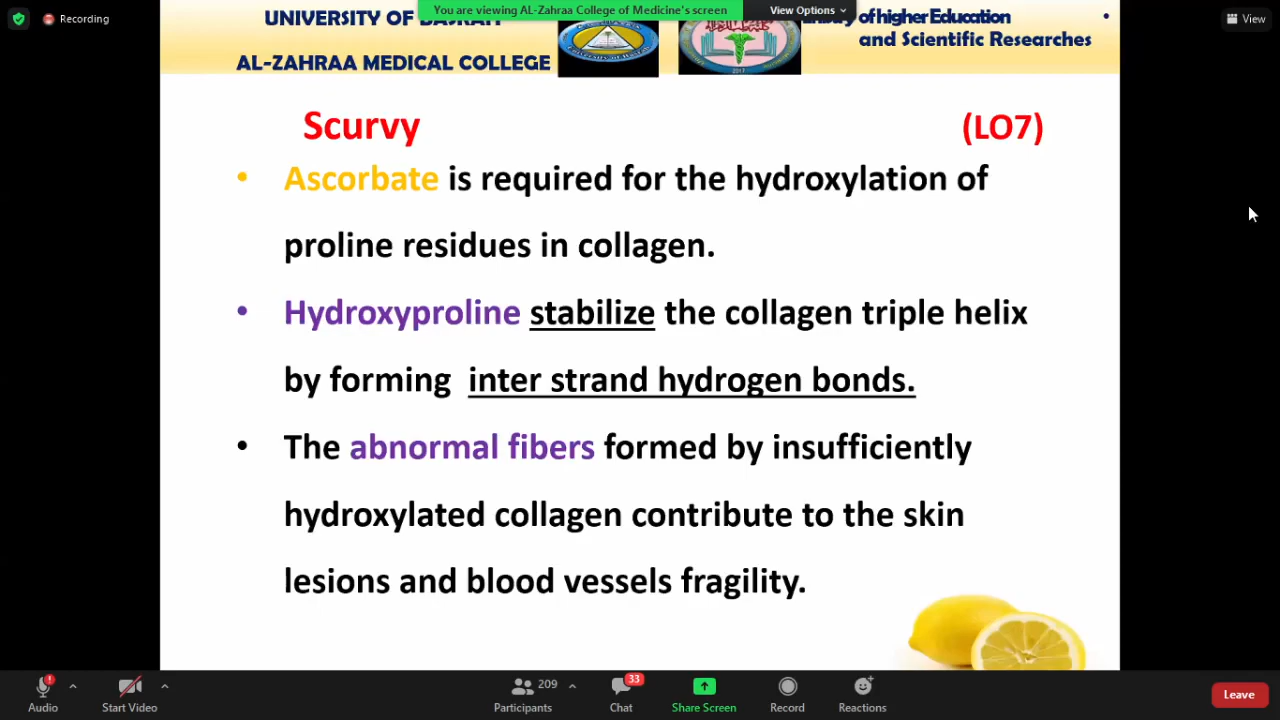 UNIVERSITY OF BASRAH
You are viewing AL-Zahraa College of Medicine's screen
View Options
of higher Education
View
Recording
AL-ZAHRAA MEDICAL COLLEGE
2017
and Scientific Researches
Scurvy (LO7)
• Ascorbate is required for the hydroxylation of
proline residues in collagen.
• Hydroxyproline stabilize the collagen triple helix
by forming inter strand hydrogen bonds.
• The abnormal fibers formed by insufficiently
hydroxylated collagen contribute to the skin
lesions and blood vessels fragility.
Audio
Start Video
209
Participants
33
Chat
Share Screen
Record
Reactions
Leave